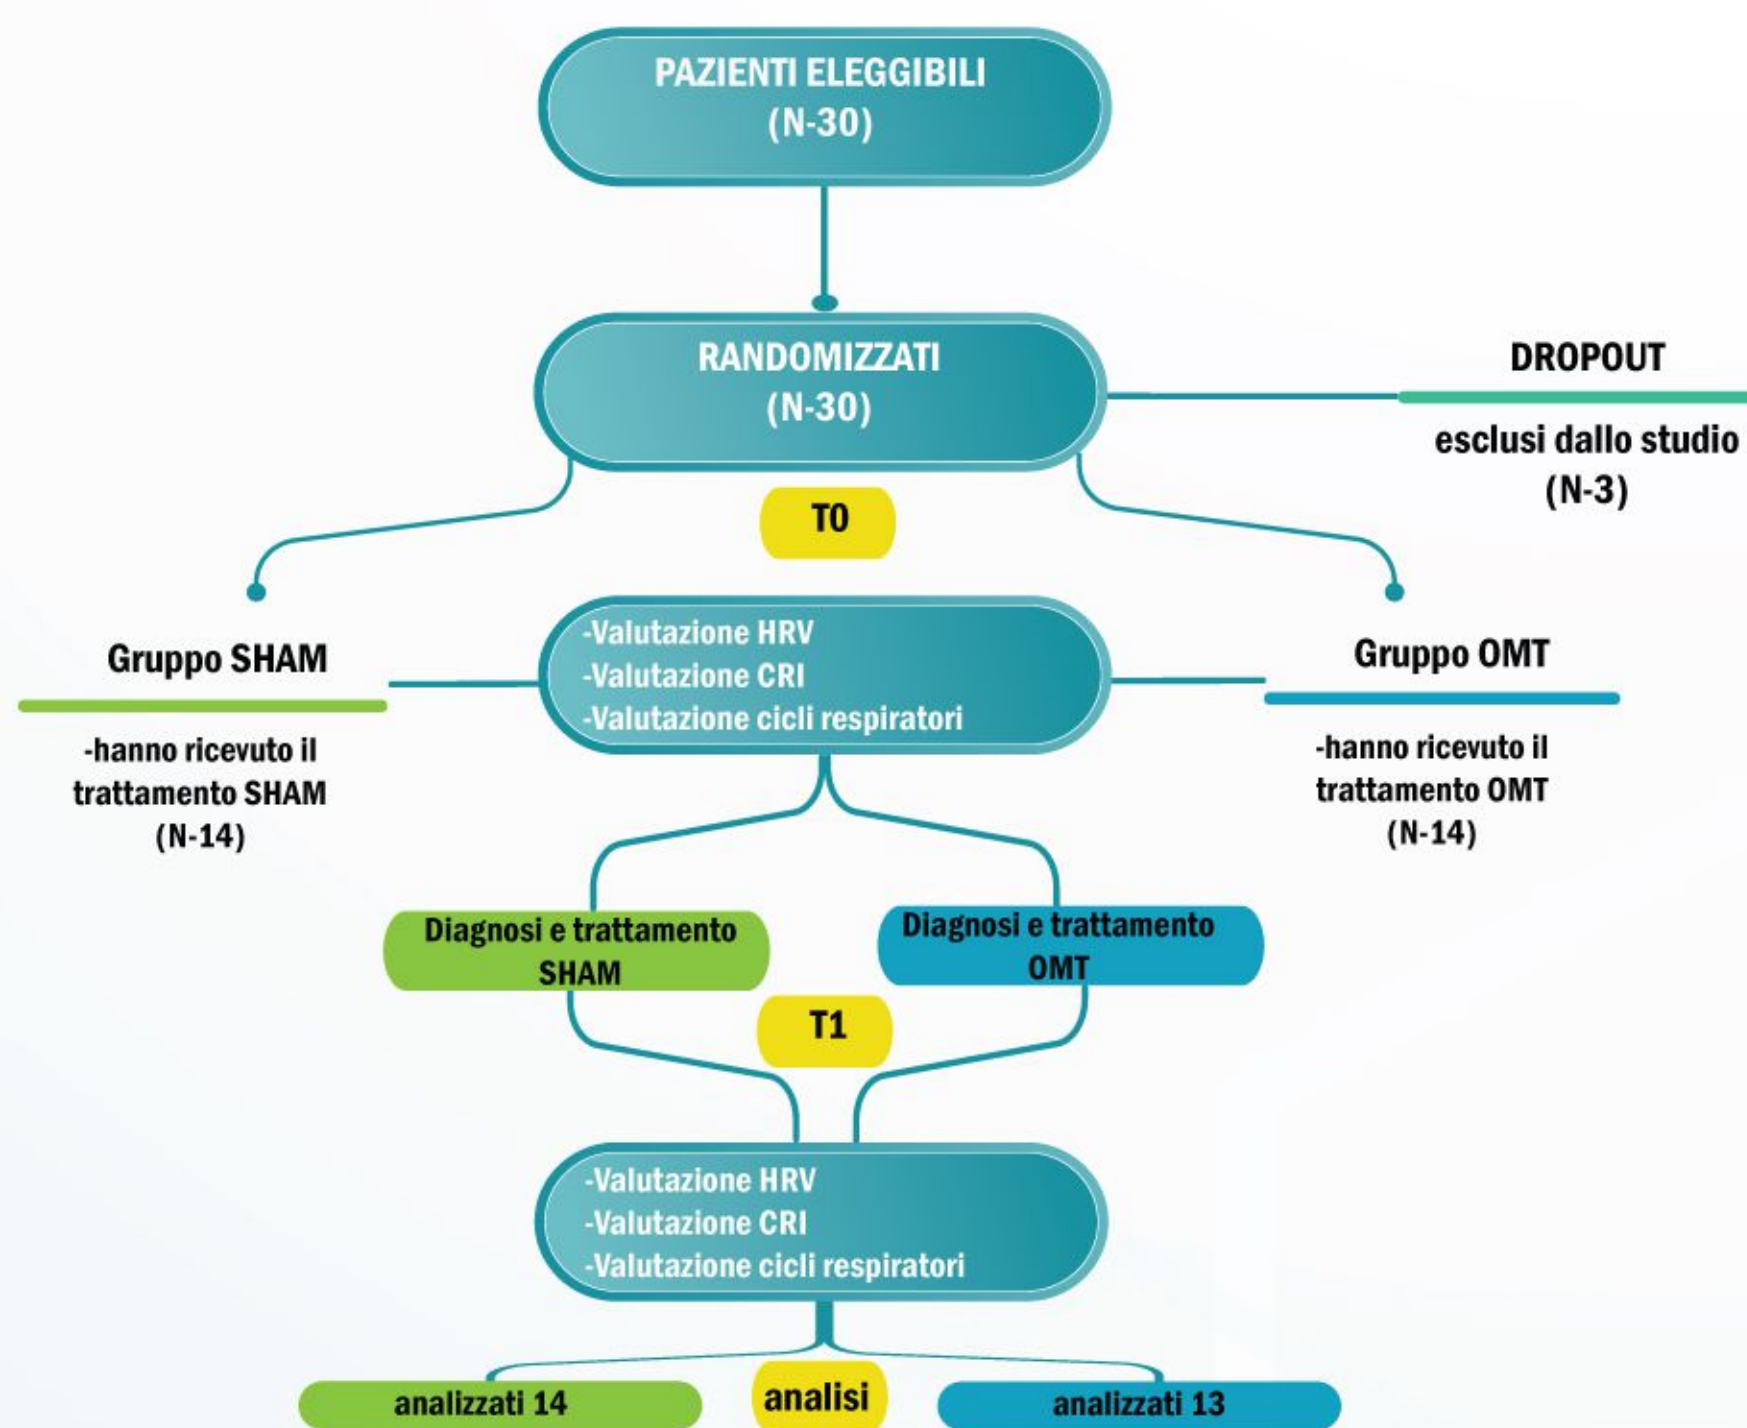 PAZIENTI ELEGGIBILI
(N-30)
RANDOMIZZATI
(N-30)
DROPOUT
esclusi dallo studio
(N-3)
T0
Gruppo SHAM
-hanno ricevuto il
trattamento SHAM
(N-14)
-Valutazione HRV
-Valutazione CRI
-Valutazione cicli respiratori
Gruppo OMT
-hanno ricevuto il
trattamento OMT
(N-14)
Diagnosi e trattamento
SHAM
Diagnosi e trattamento
OMT
T1
-Valutazione HRV
-Valutazione CRI
-Valutazione cicli respiratori
analizzati 14
analisi
analizzati 13